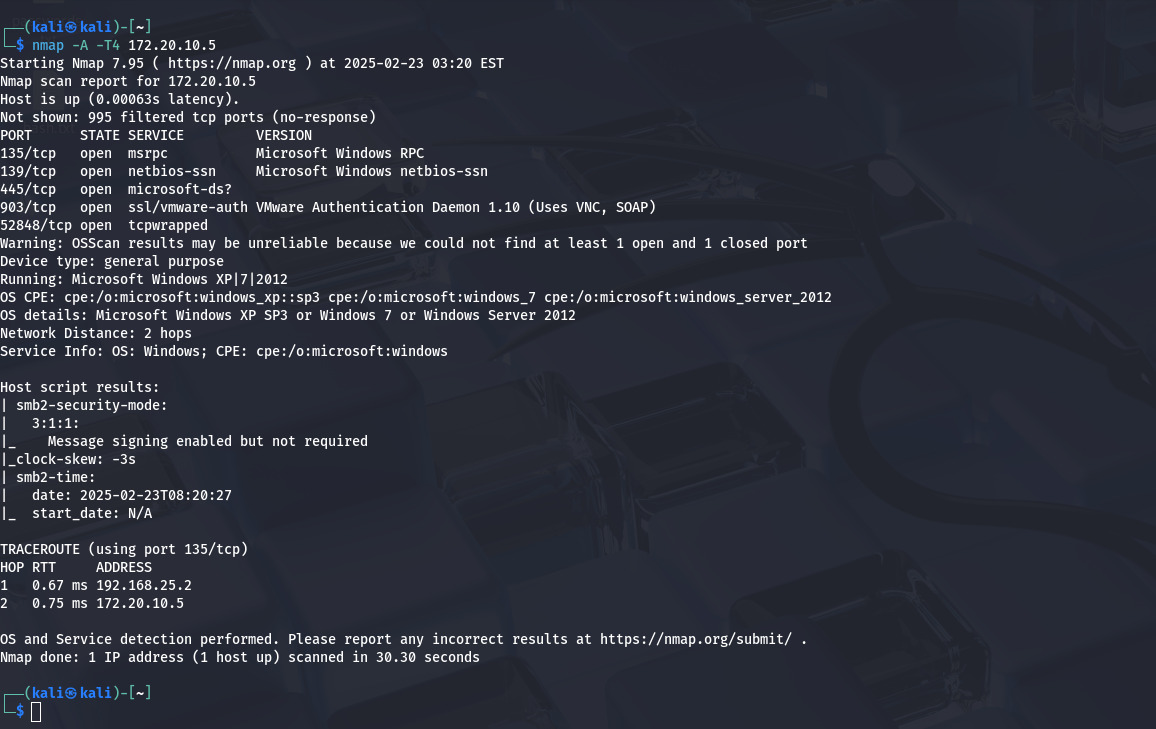 ┌──(kali㉿kali)-[~]
└─$ nmap -A -T4 172.20.10.5
Starting Nmap 7.95 ( https://nmap.org ) at 2025-02-23 03:20 EST
Nmap scan report for 172.20.10.5
Host is up (0.00063s latency).
Not shown: 995 filtered tcp ports (no-response)
PORT      STATE SERVICE         VERSION
135/tcp   open  msrpc           Microsoft Windows RPC
139/tcp   open  netbios-ssn     Microsoft Windows netbios-ssn
445/tcp   open  microsoft-ds?
903/tcp   open  ssl/vmware-auth VMware Authentication Daemon 1.10 (Uses VNC, SOAP)
52848/tcp open  tcpwrapped
Warning: OSScan results may be unreliable because we could not find at least 1 open and 1 closed port
Device type: general purpose
Running: Microsoft Windows XP|7|2012
OS CPE: cpe:/o:microsoft:windows_xp::sp3 cpe:/o:microsoft:windows_7 cpe:/o:microsoft:windows_server_2012
OS details: Microsoft Windows XP SP3 or Windows 7 or Windows Server 2012
Network Distance: 2 hops
Service Info: OS: Windows; CPE: cpe:/o:microsoft:windows

Host script results:
| smb2-security-mode:
|   3:1:1:
|_    Message signing enabled but not required
|_clock-skew: -3s
| smb2-time:
|   date: 2025-02-23T08:20:27
|_  start_date: N/A

TRACEROUTE (using port 135/tcp)
HOP RTT     ADDRESS
1   0.67 ms 192.168.25.2
2   0.75 ms 172.20.10.5

OS and Service detection performed. Please report any incorrect results at https://nmap.org/submit/ .
Nmap done: 1 IP address (1 host up) scanned in 30.30 seconds

┌──(kali㉿kali)-[~]
└─$